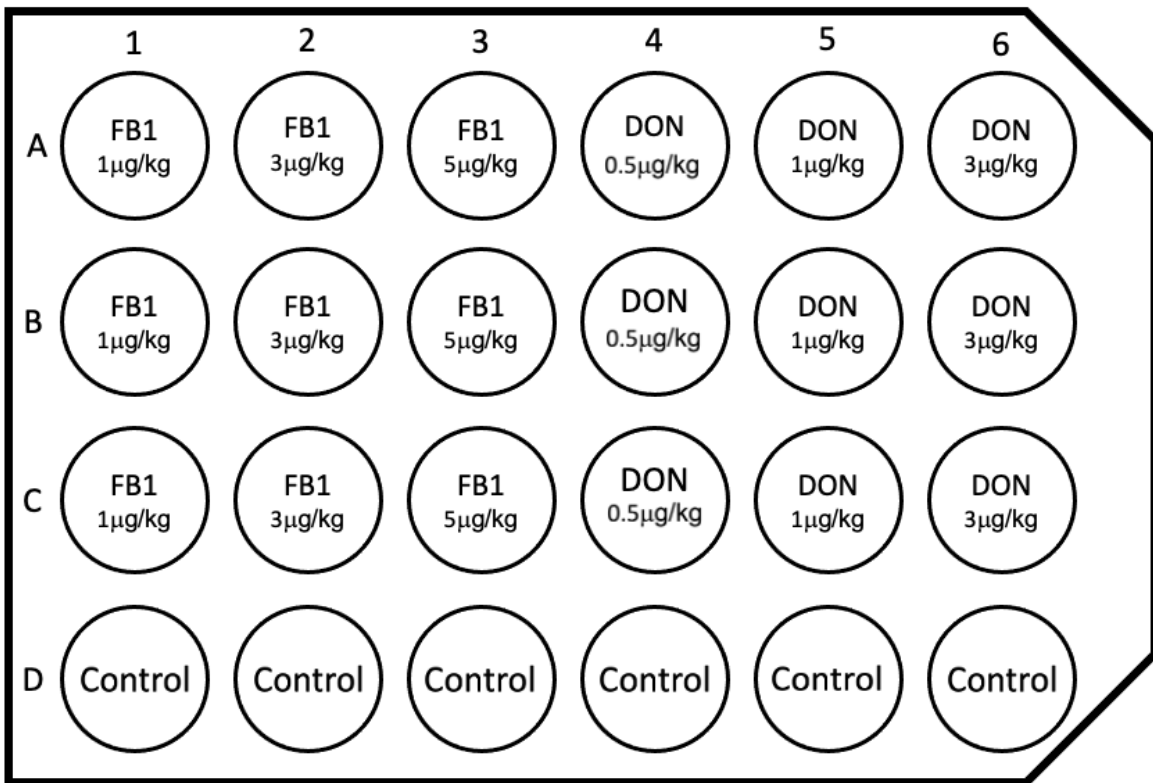 1 2 3 4 5 6
A
FB1 FB1 FB1 DON DON DON
1μg/kg 3μg/kg 5μg/kg 0.5μg/kg 1μg/kg 3μg/kg
B
FB1 FB1 FB1 DON DON DON
1μg/kg 3μg/kg 5μg/kg 0.5μg/kg 1μg/kg 3μg/kg
C
FB1 FB1 FB1 DON DON DON
1μg/kg 3μg/kg 5μg/kg 0.5μg/kg 1μg/kg 3μg/kg
D Control Control Control Control Control Control